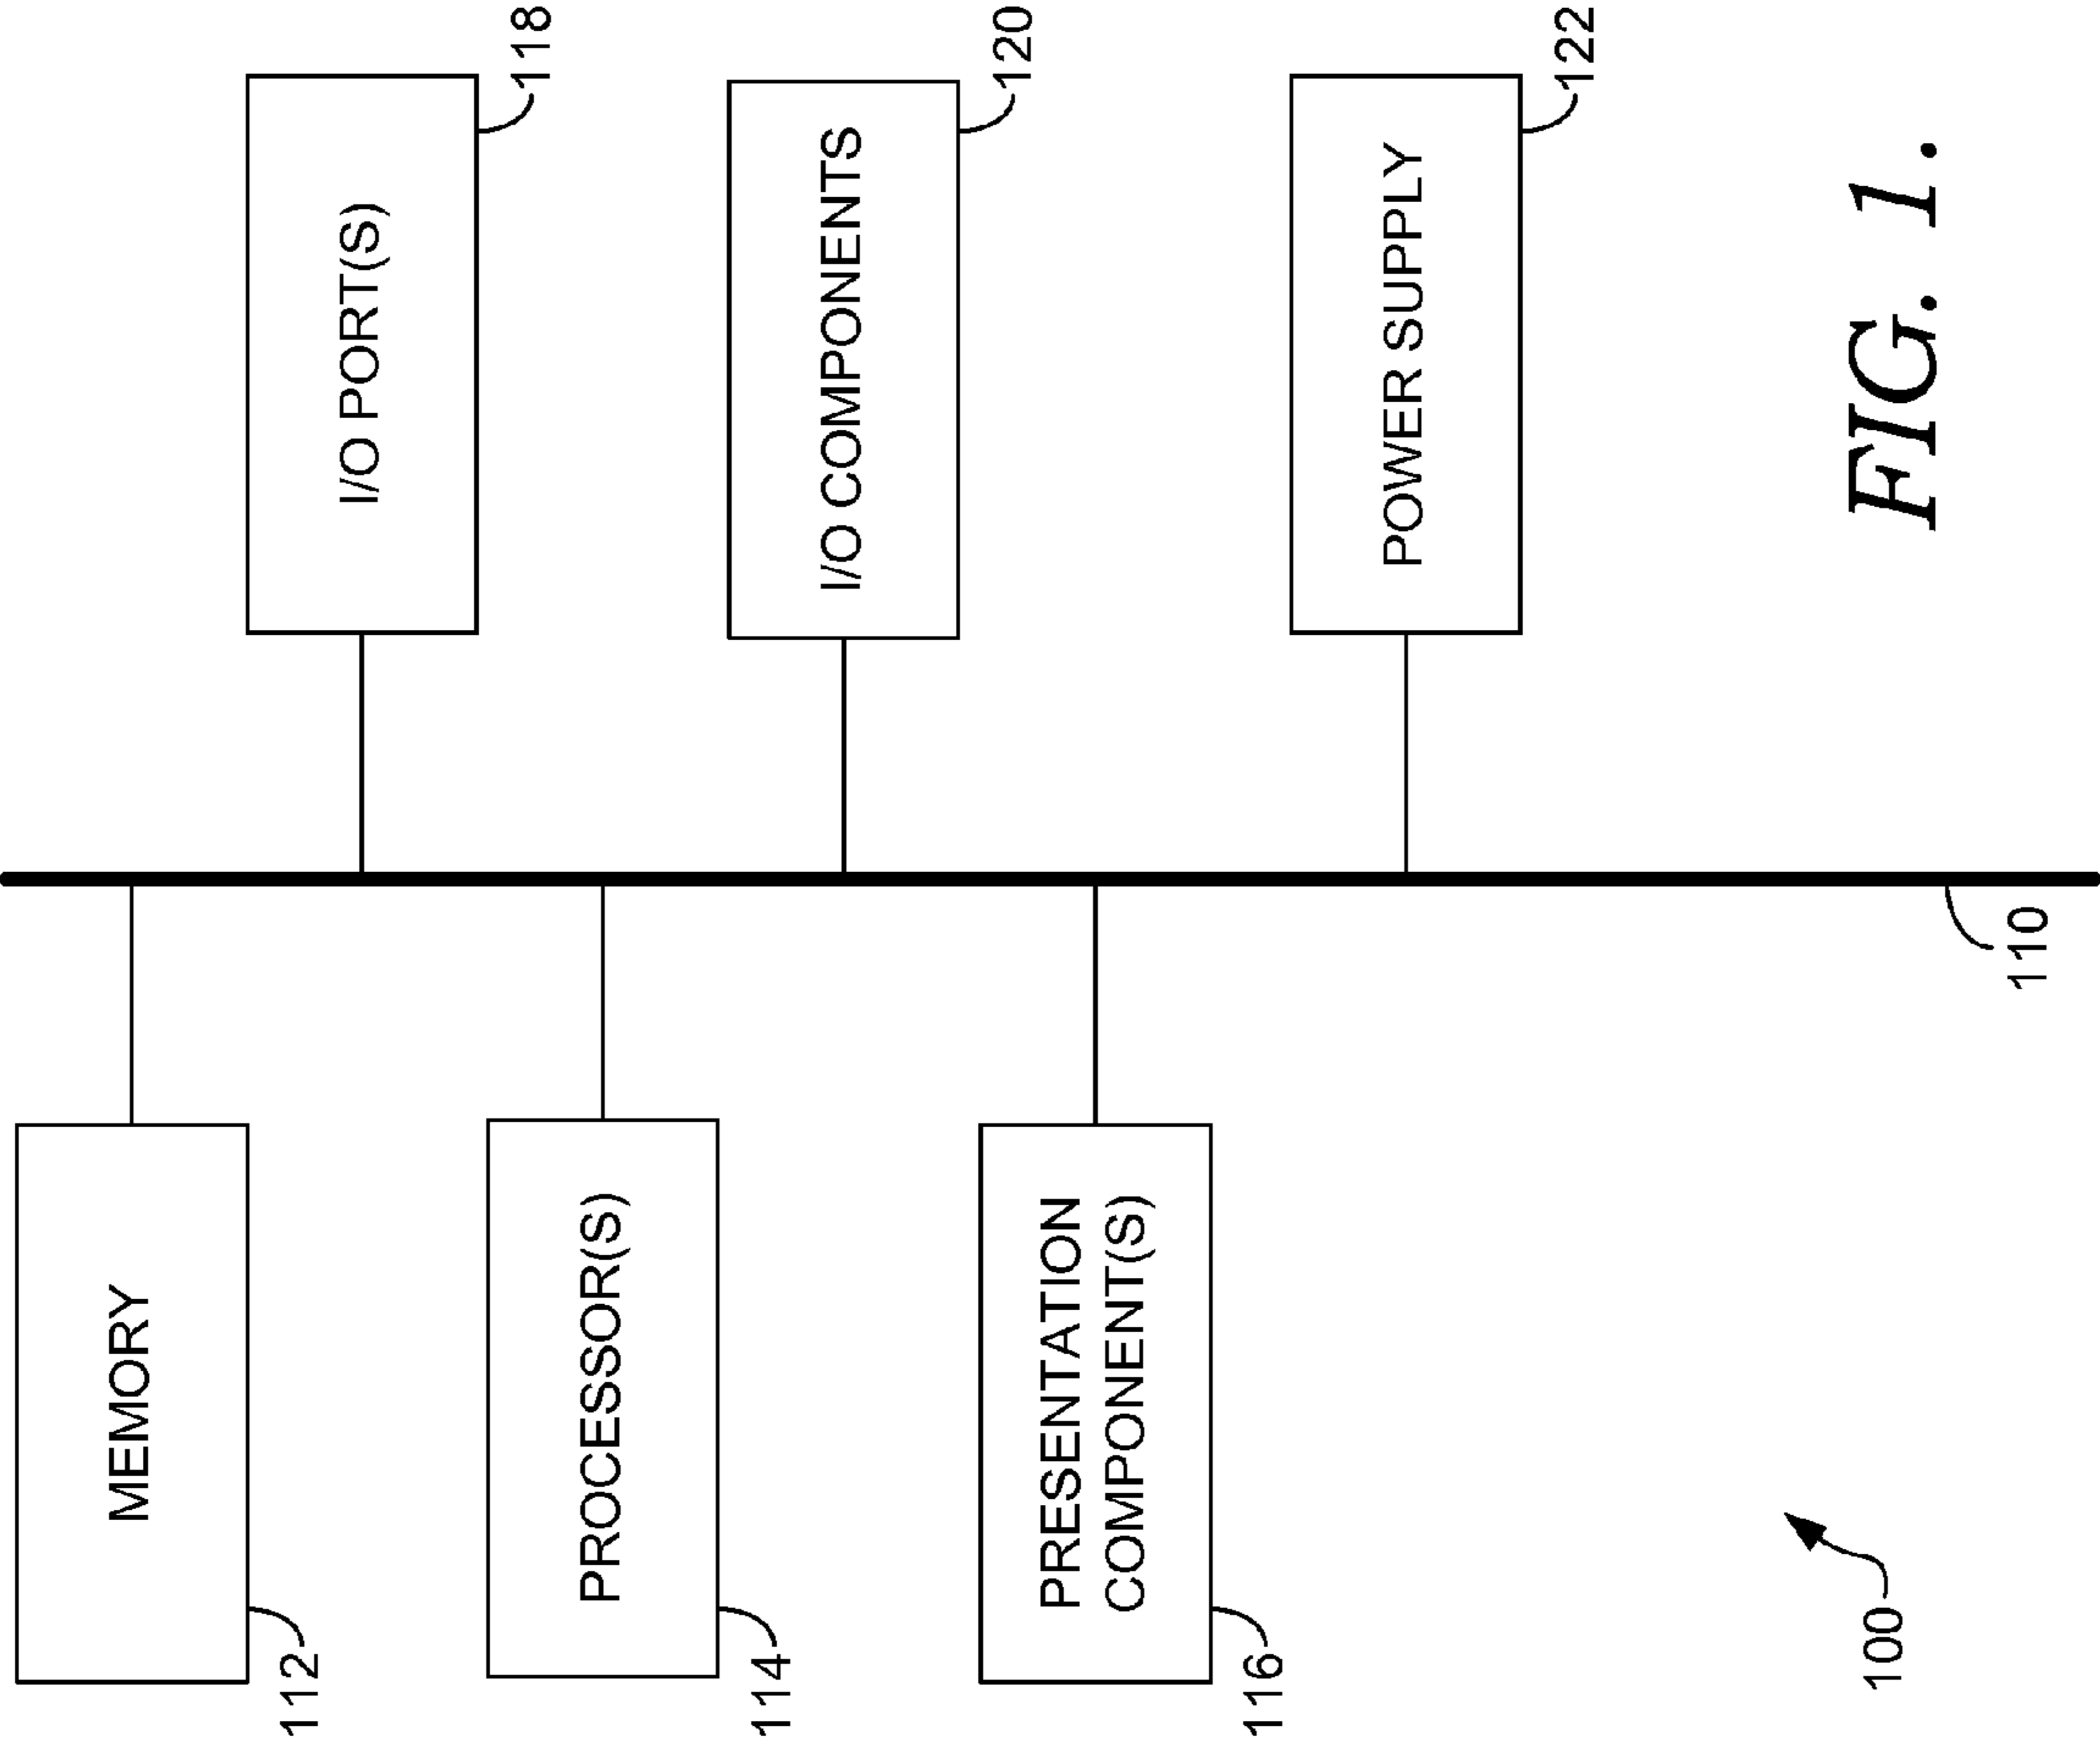 MEMORY
112
I/O PORT(S)
118
PROCESSOR(S)
114
I/O COMPONENTS
120
PRESENTATION
COMPONENT(S)
116
POWER SUPPLY
122
110
100
FIG. 1.